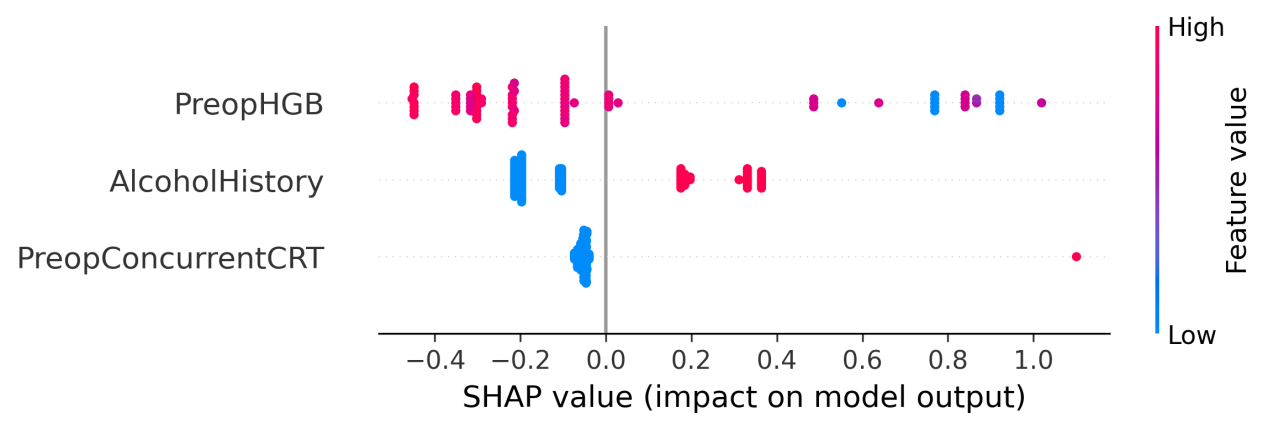 High
PreopHGB
AlcoholHistory
PreopConcurrentCRT
Low
Feature value
−0.4 −0.2 0.0 0.2 0.4 0.6 0.8 1.0
SHAP value (impact on model output)